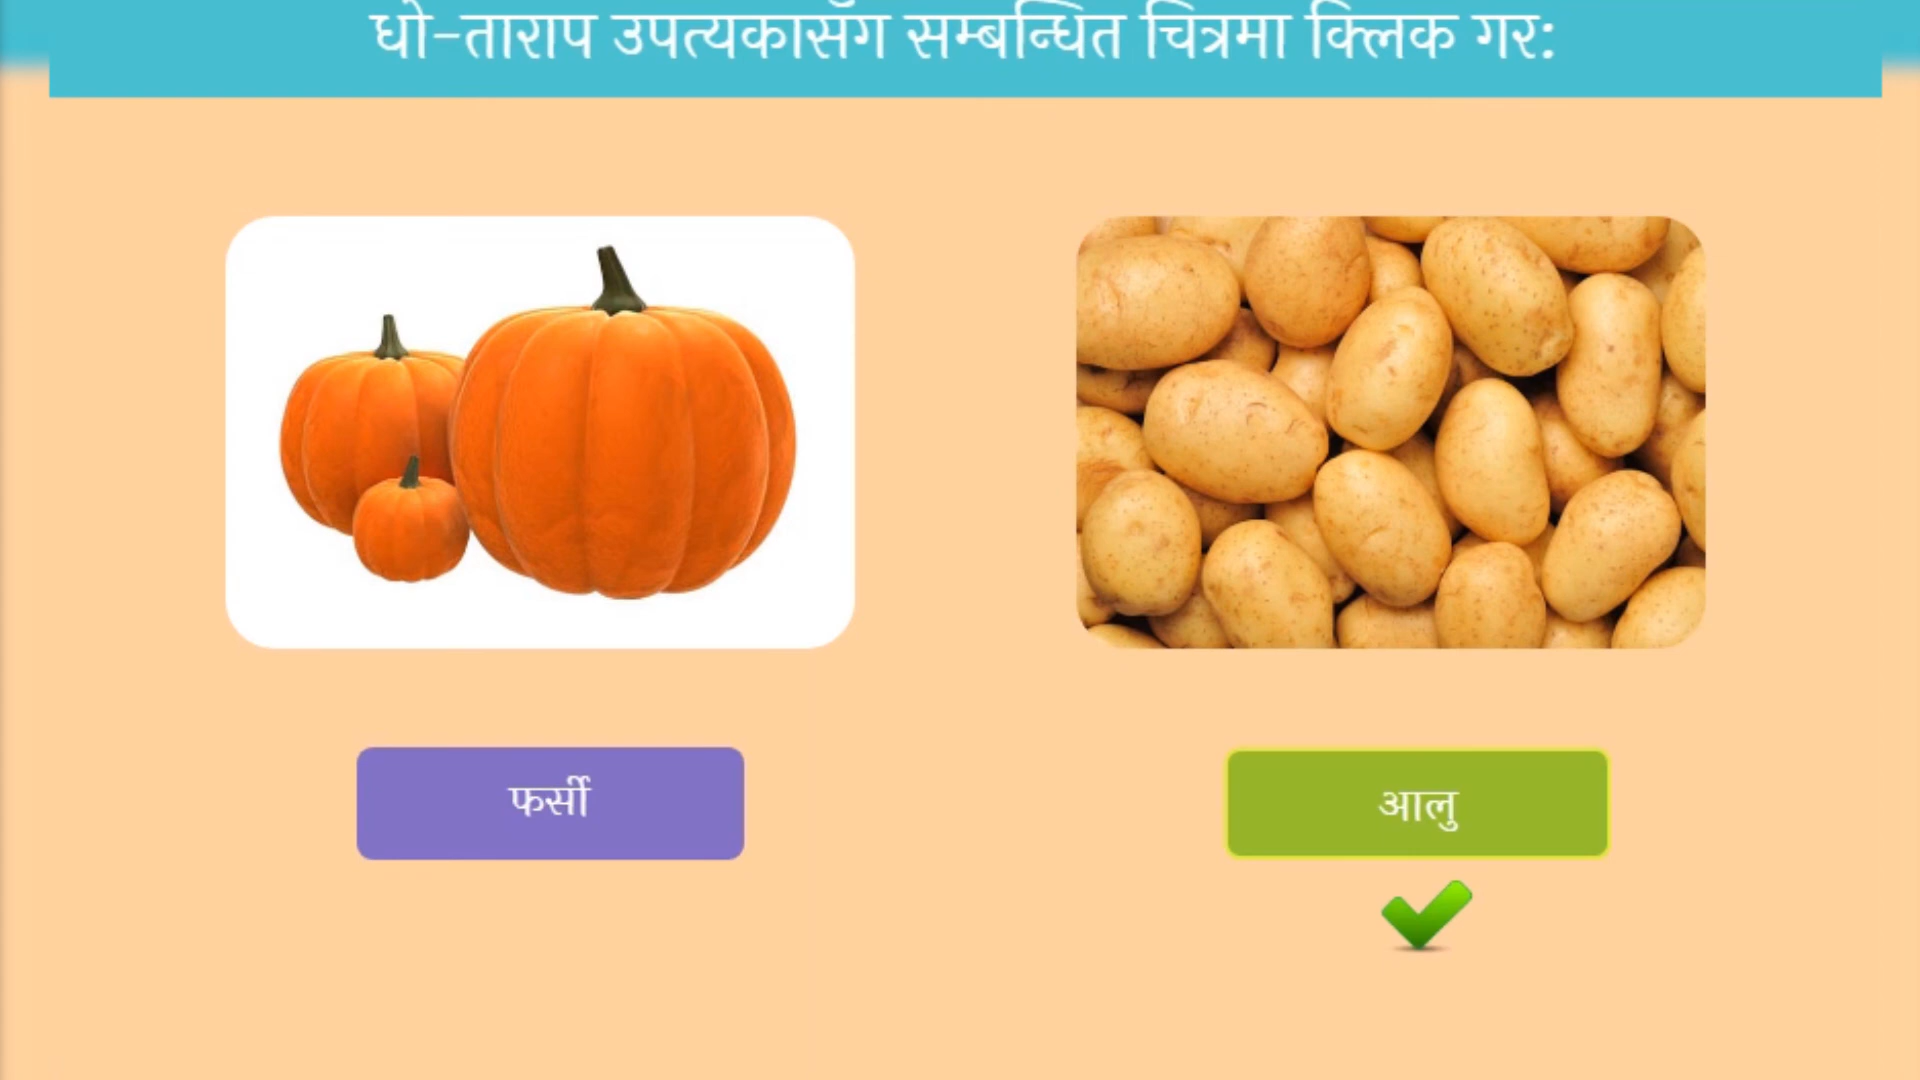 धो-ताराप उपत्यकासँग सम्बन्धित चित्रमा क्लिक गर:
फर्सी
आलु